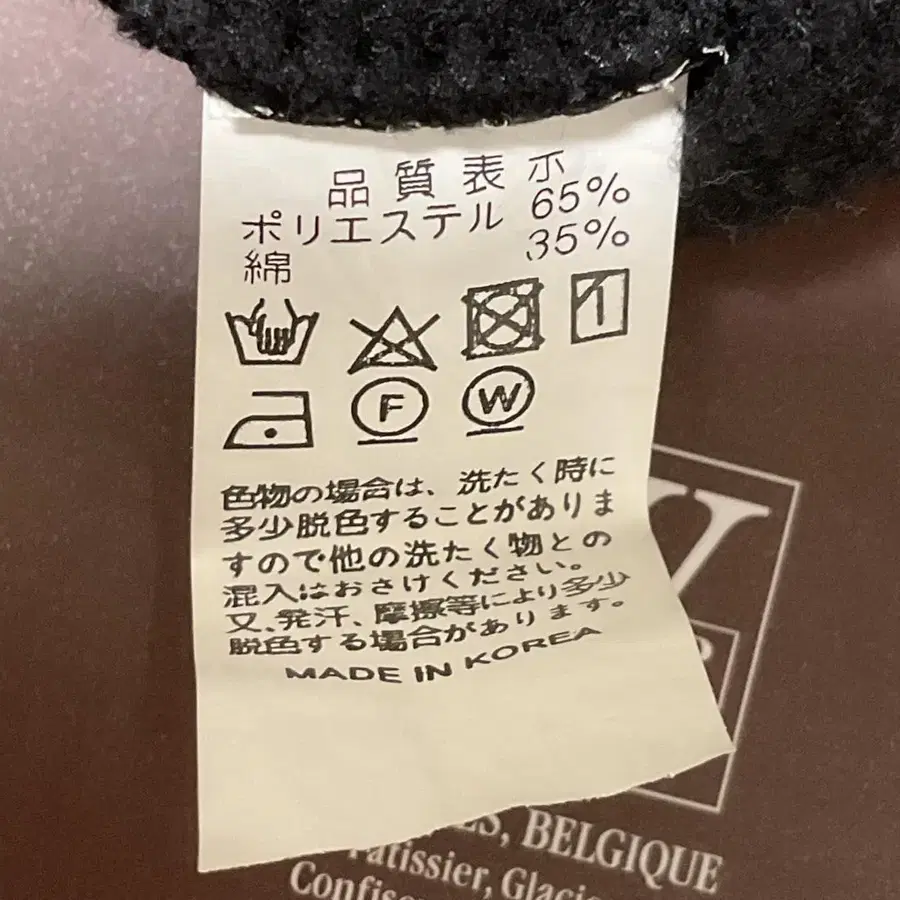 品質表示
ポリエステル 65%
綿 35%
F W
色物の場合は、洗たく時に
多少脱色することがありま
すので他の洗たく物との
混入はおさけください。
又、発汗、摩擦等により多少
脱色する場合があります。
MADE IN KOREA
BELGIQUE
Pâtissier,